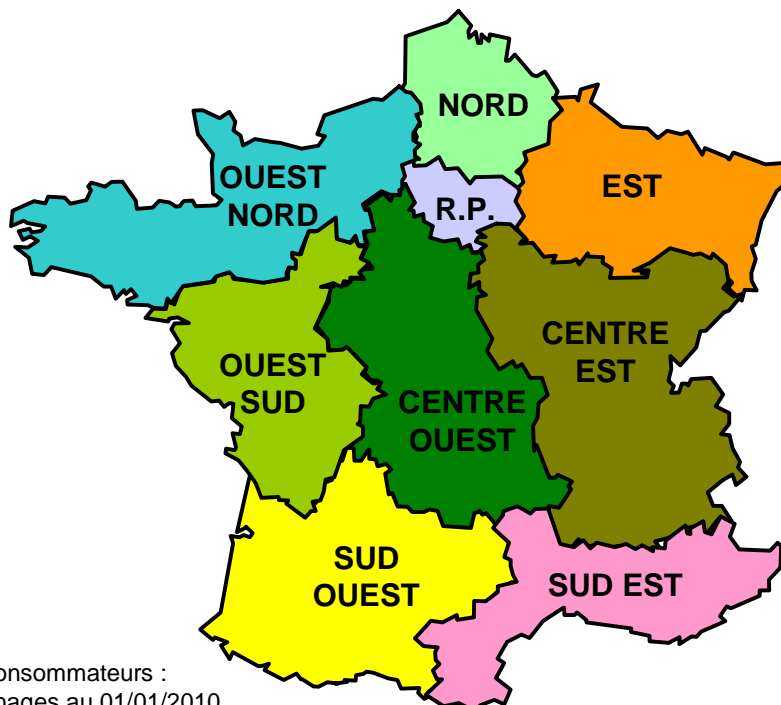 NORD
OUEST
NORD
R.P.
EST
OUEST
SUD
CENTRE
OUEST
CENTRE
EST
SUD
OUEST
SUD EST
onsommateurs :
nages au 01/01/2010